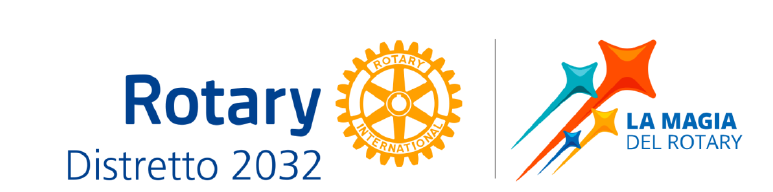 Rotary
Distretto 2032
ROTARY
INTERNATIONAL
LA MAGIA
DEL ROTARY